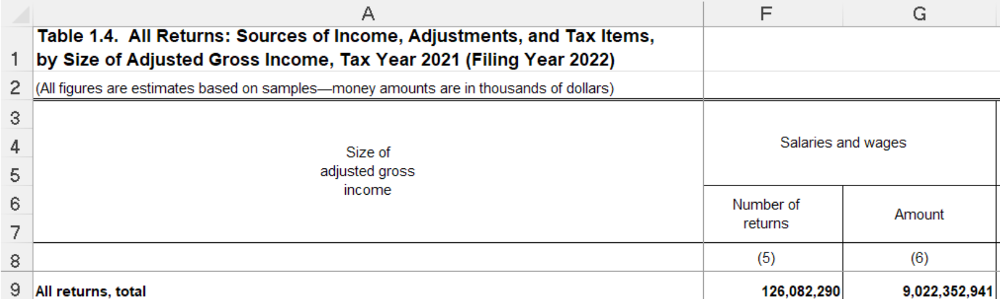 A F G
1 Table 1.4.  All Returns: Sources of Income, Adjustments, and Tax Items,
by Size of Adjusted Gross Income, Tax Year 2021 (Filing Year 2022)
2 (All figures are estimates based on samples—money amounts are in thousands of dollars)
3
4 Size of Salaries and wages
5 adjusted gross
income
6 Number of
returns Amount
7
8 (5) (6)
9 All returns, total 126,082,290 9,022,352,941